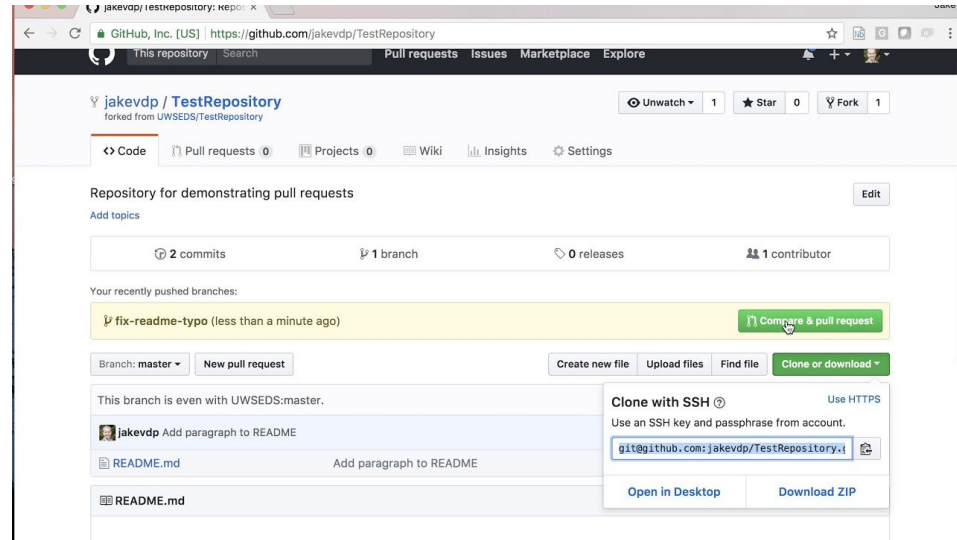 jakevdp/TestRepository: Repos ×
GitHub, Inc. [US] | https://github.com/jakevdp/TestRepository
This repository Search Pull requests Issues Marketplace Explore
jakevdp / TestRepository
Unwatch 1 Star 0 Fork 1
forked from UWSEDS/TestRepository
<> Code Pull requests 0 Projects 0 Wiki Insights Settings
Repository for demonstrating pull requests
Edit
Add topics
2 commits 1 branch 0 releases 1 contributor
Your recently pushed branches:
fix-readme-typo (less than a minute ago) Compare & pull request
Branch: master New pull request Create new file Upload files Find file Clone or download
This branch is even with UWSEDS:master.
Clone with SSH Use HTTPS
Use an SSH key and passphrase from account.
jakevdp Add paragraph to README
git@github.com:jakevdp/TestRepository.
README.md Add paragraph to README
Open in Desktop Download ZIP
README.md